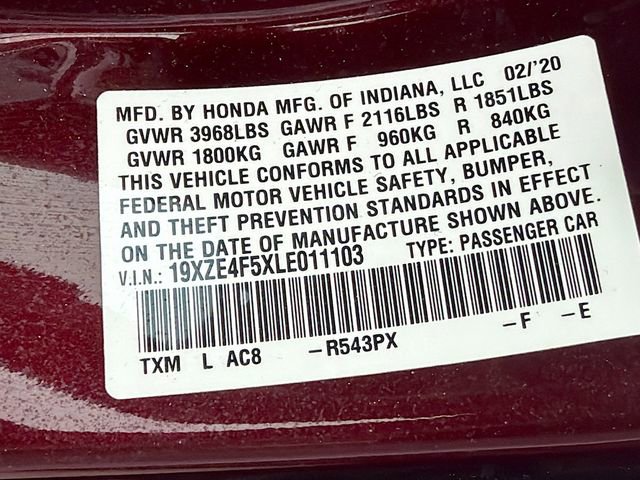 MFD. BY HONDA MFG. OF INDIANA, LLC 02/'20
GVWR 3968LBS GAWR F 2116LBS R 1851LBS
GVWR 1800KG GAWR F 960KG R 840KG
THIS VEHICLE CONFORMS TO ALL APPLICABLE
FEDERAL MOTOR VEHICLE SAFETY, BUMPER,
AND THEFT PREVENTION STANDARDS IN EFFECT
ON THE DATE OF MANUFACTURE SHOWN ABOVE.
V.I.N.: 19XZE4F5XLE011103 TYPE: PASSENGER CAR
TXM L AC8 -R543PX -F -E